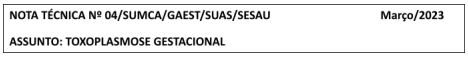 NOTA TÉCNICA Nº 04/SUMCA/GAEST/SUAS/SESAU Março/2023
ASSUNTO: TOXOPLASMOSE GESTACIONAL